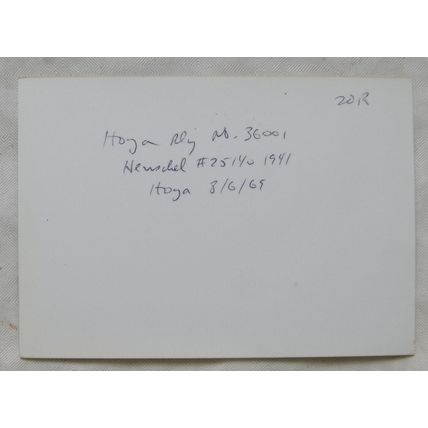 20R
Hoya Rly No. 36001
Henschel #25140 1941
Hoya 8/6/69